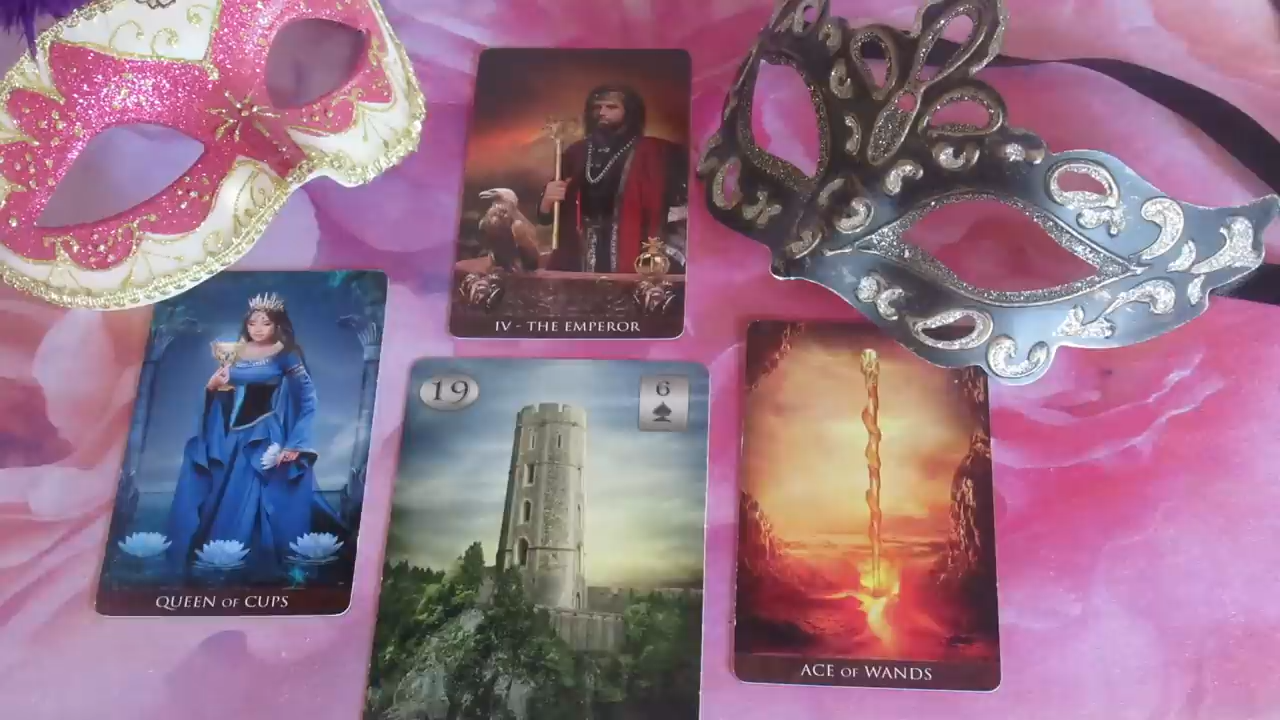 IV - THE EMPEROR
QUEEN OF CUPS
19
6
ACE OF WANDS